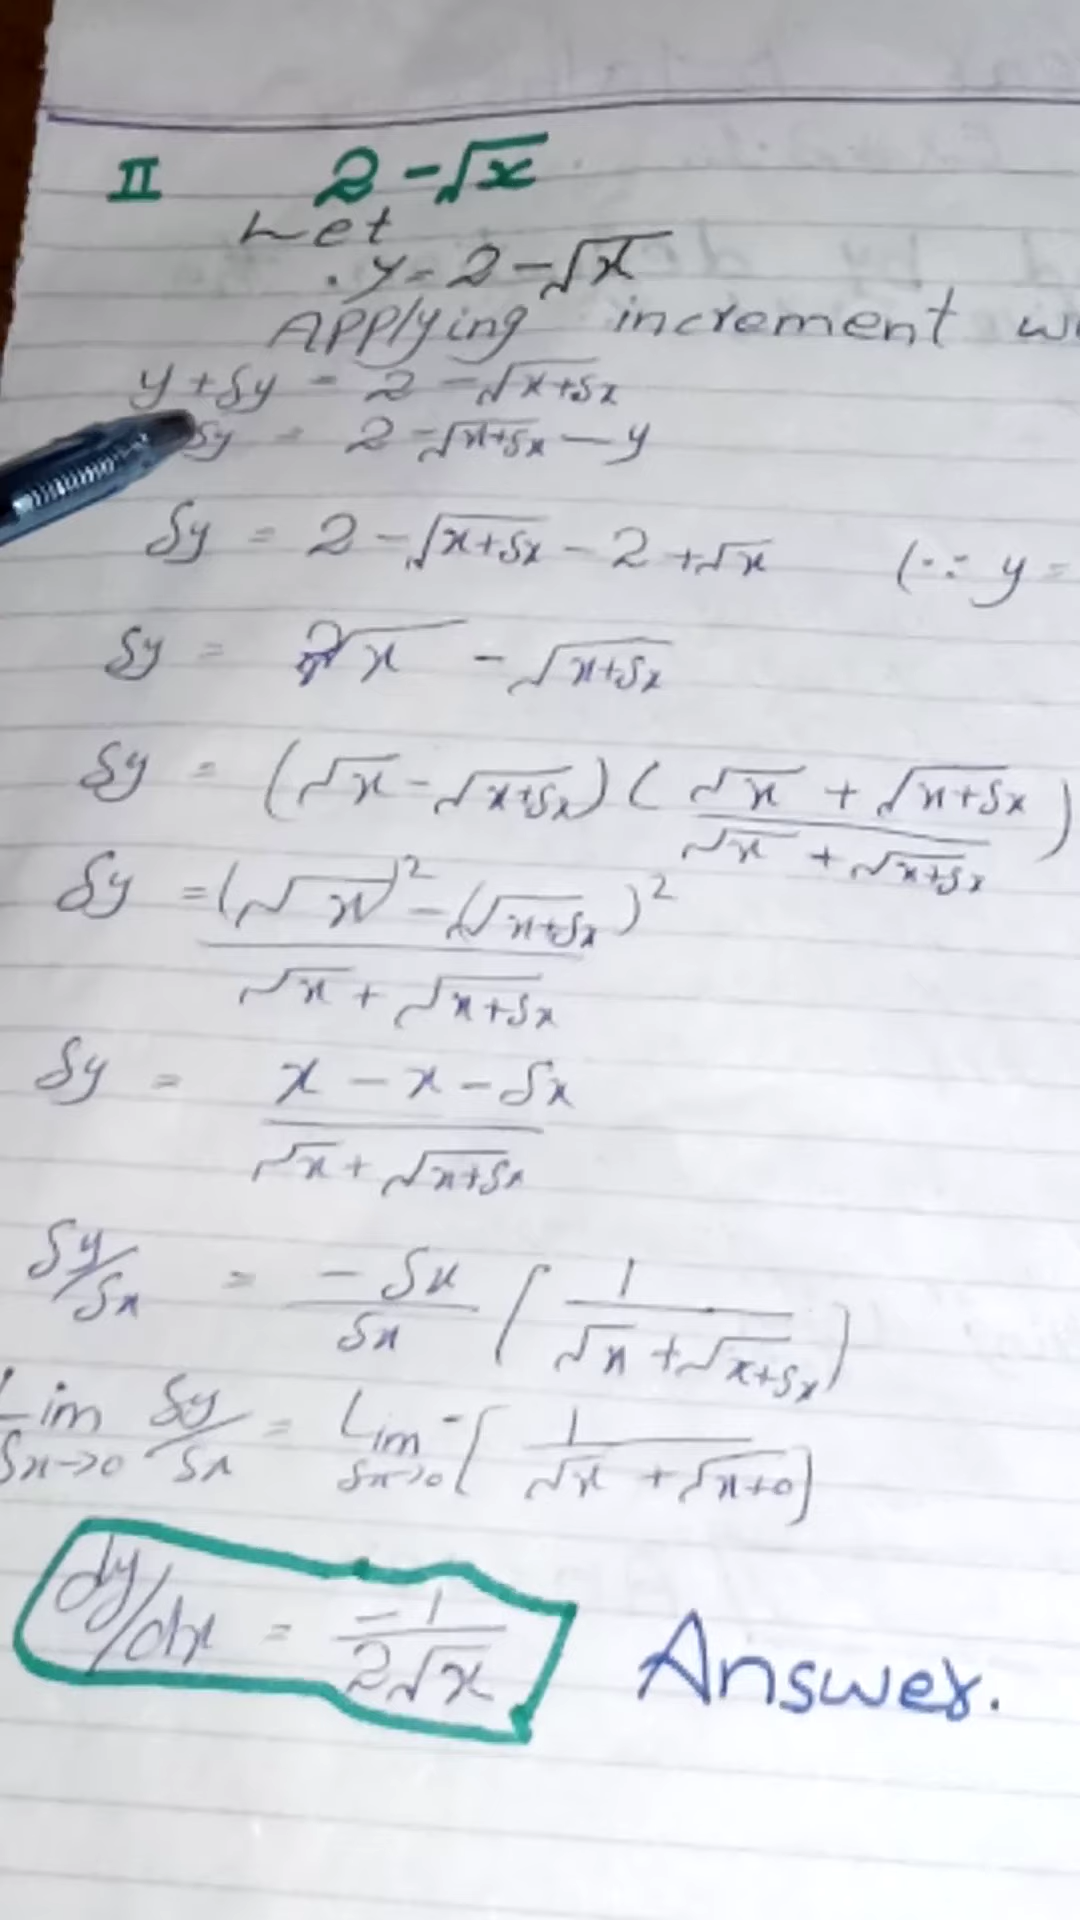 II 2 - √x
Let
. y = 2 - √x
Applying increment
y + δy = 2 - √x+δx
δy = 2 - √x+δx - y
δy = 2 - √x+δx - 2 + √x (∵ y =
δy = √x - √x+δx
δy = (√x - √x+δx) ( √x + √x+δx / √x + √x+δx )
δy = (√x)² - (√x+δx)² / √x + √x+δx
δy = x - x - δx / √x + √x+δx
δy/δx = -δx / δx [ 1 / √x + √x+δx ]
Lim δx→0 δy/δx = Lim δx→0 - [ 1 / √x + √x+0 ]
dy/dx = -1 / 2√x Answer.